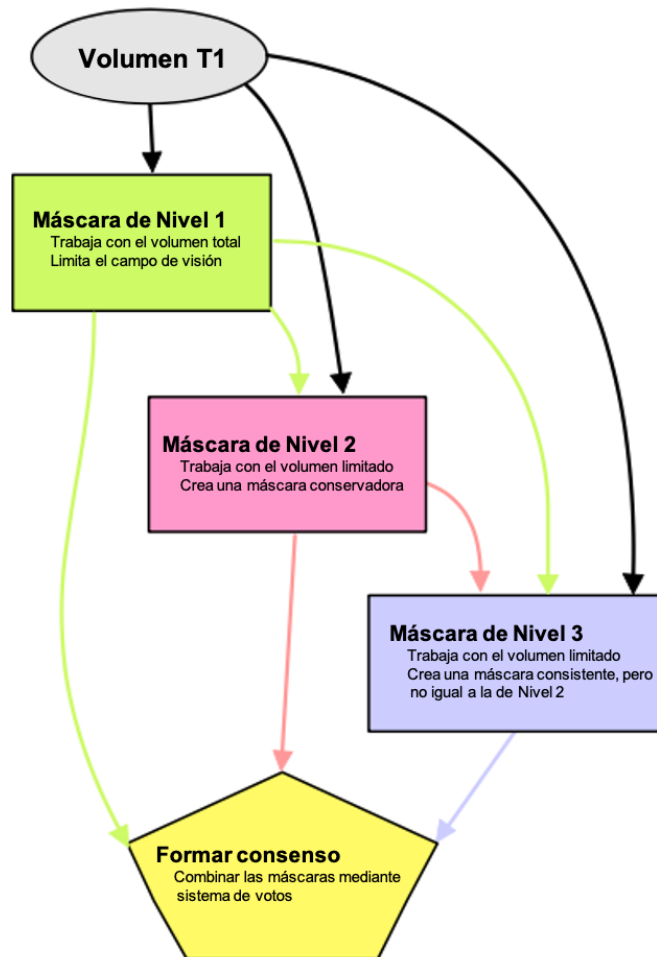 Volumen T1
Máscara de Nivel 1
Trabaja con el volumen total
Limita el campo de visión
Máscara de Nivel 2
Trabaja con el volumen limitado
Crea una máscara conservadora
Máscara de Nivel 3
Trabaja con el volumen limitado
Crea una máscara consistente, pero
no igual a la de Nivel 2
Formar consenso
Combinar las máscaras mediante
sistema de votos